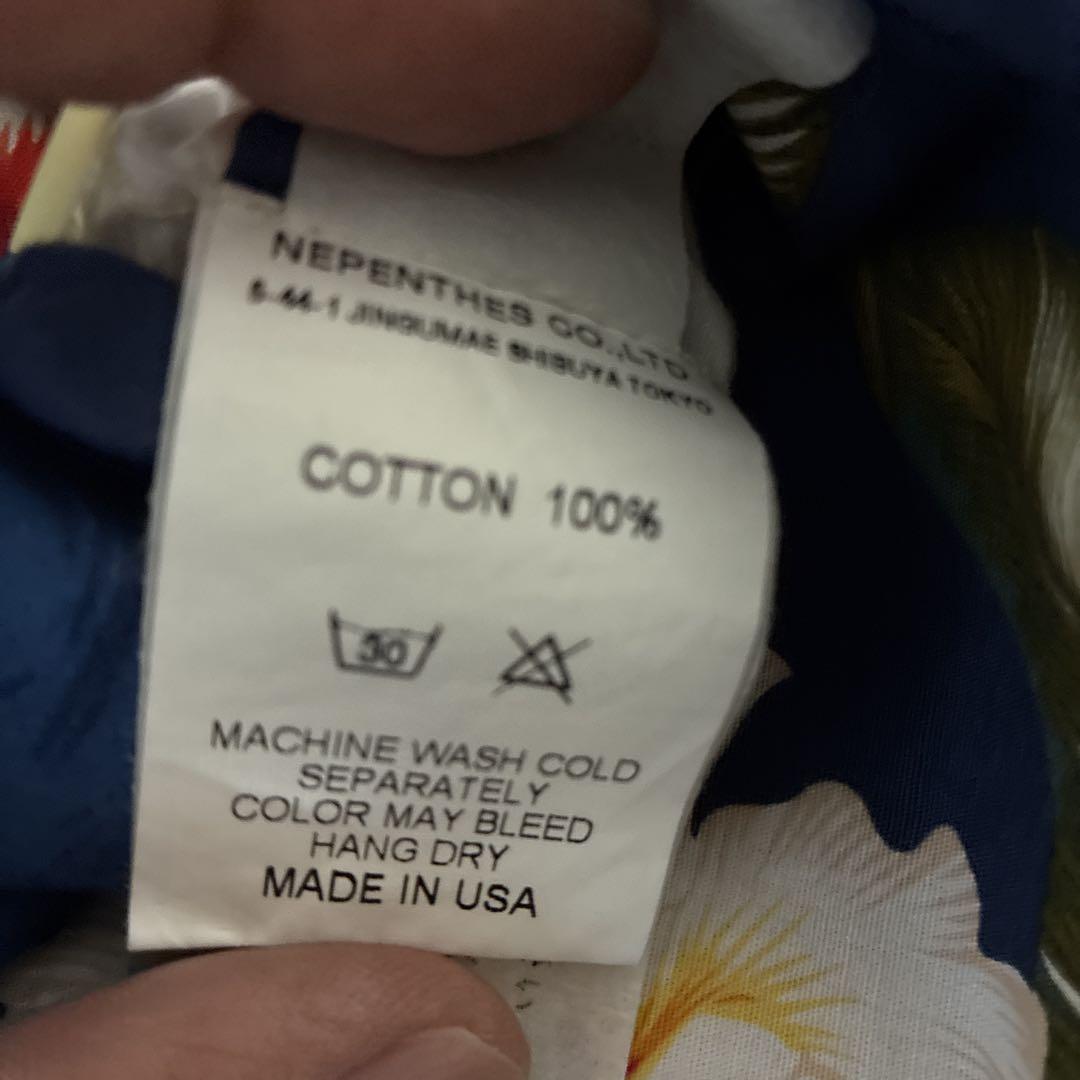 NEPENTHES CO.,LTD
5-44-1 JINGUMAE SHIBUYA TOKYO
COTTON 100%
30
MACHINE WASH COLD
SEPARATELY
COLOR MAY BLEED
HANG DRY
MADE IN USA